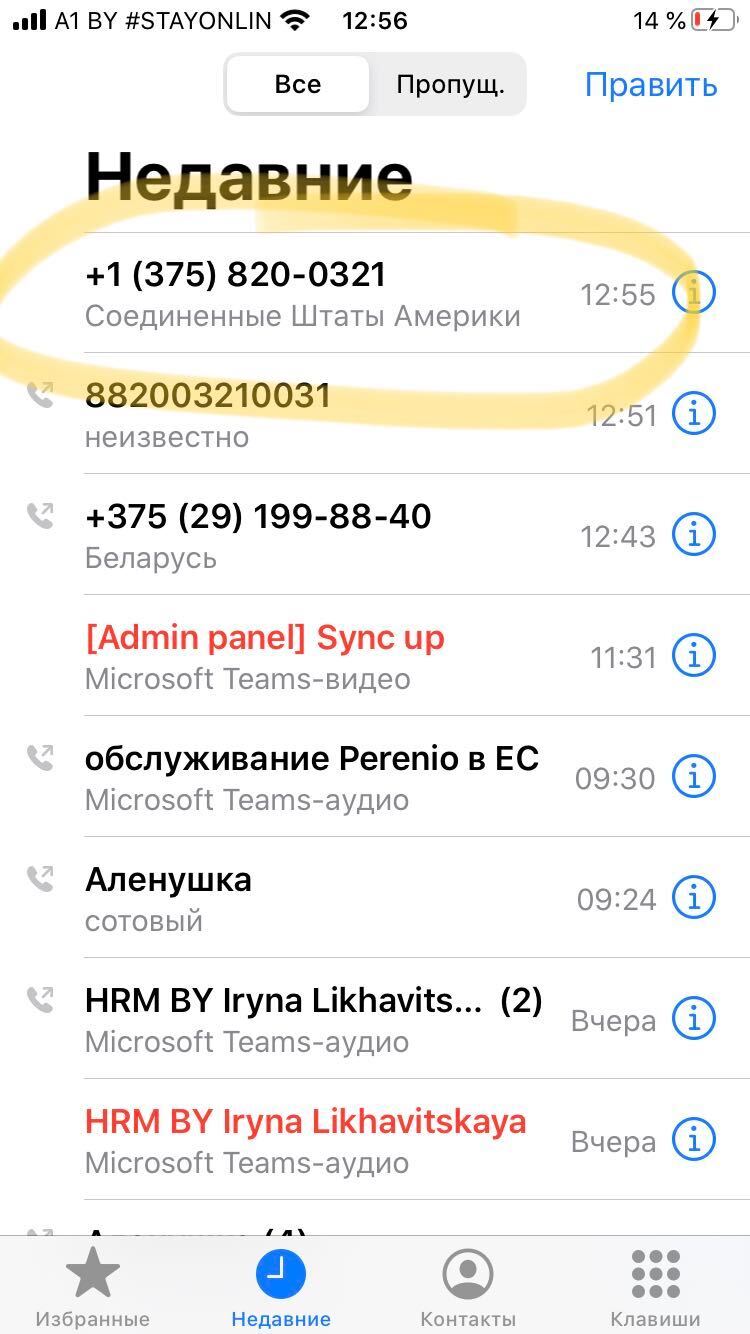 A1 BY #STAYONLIN 12:56 14 %
Все Пропущ. Править
Недавние
+1 (375) 820-0321 12:55
Соединенные Штаты Америки
882003210031 12:51
неизвестно
+375 (29) 199-88-40 12:43
Беларусь
[Admin panel] Sync up 11:31
Microsoft Teams-видео
обслуживание Perenio в ЕС 09:30
Microsoft Teams-аудио
Аленушка 09:24
сотовый
HRM BY Iryna Likhavits... (2) Вчера
Microsoft Teams-аудио
HRM BY Iryna Likhavitskaya Вчера
Microsoft Teams-аудио
Избранные Недавние Контакты Клавиши